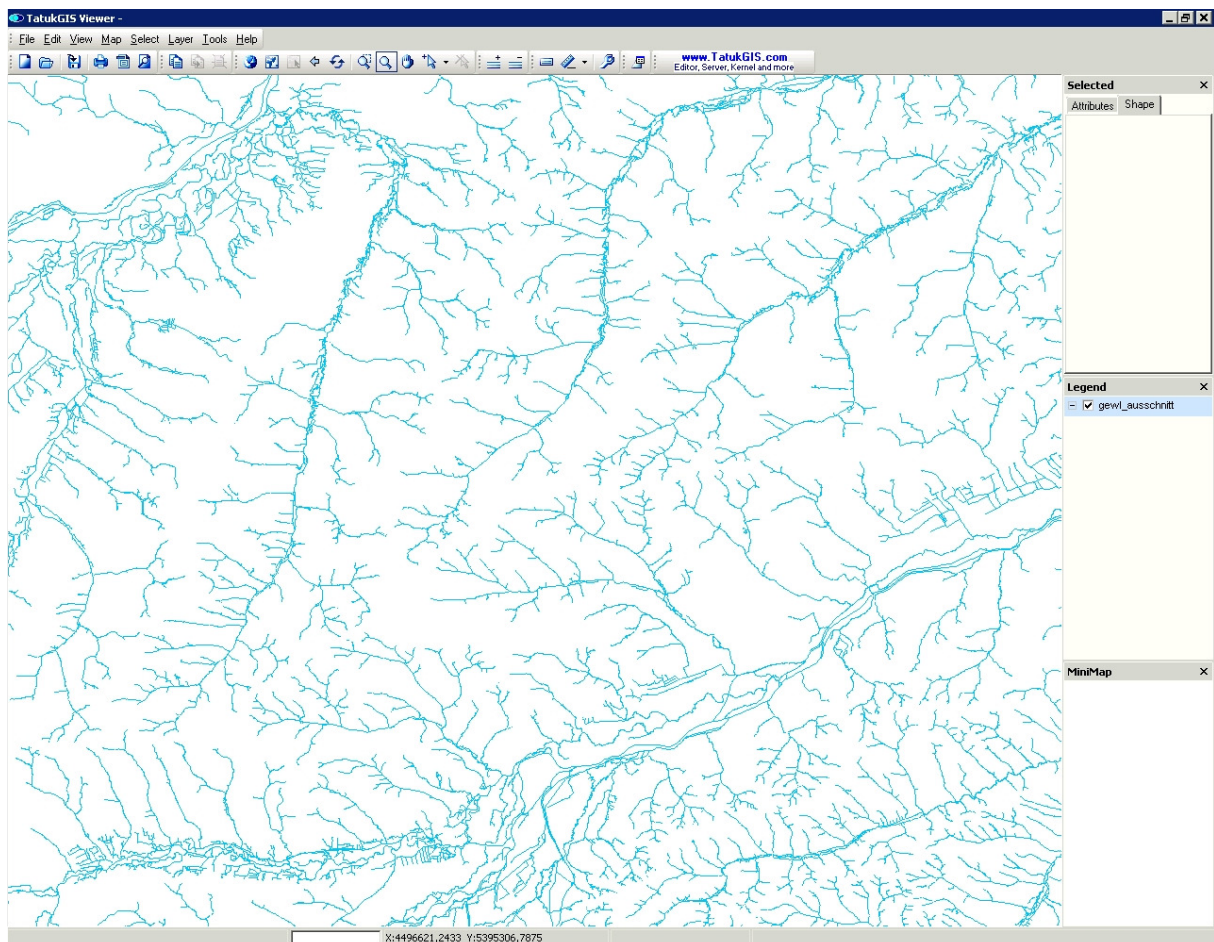 TatukGIS Viewer -
File Edit View Map Select Layer Tools Help
www.TatukGIS.com
Editor, Server, Kernel and more
Selected
Attributes Shape
Legend
gewl_ausschnitt
MiniMap
X:4496621,2433 Y:5395306,7875